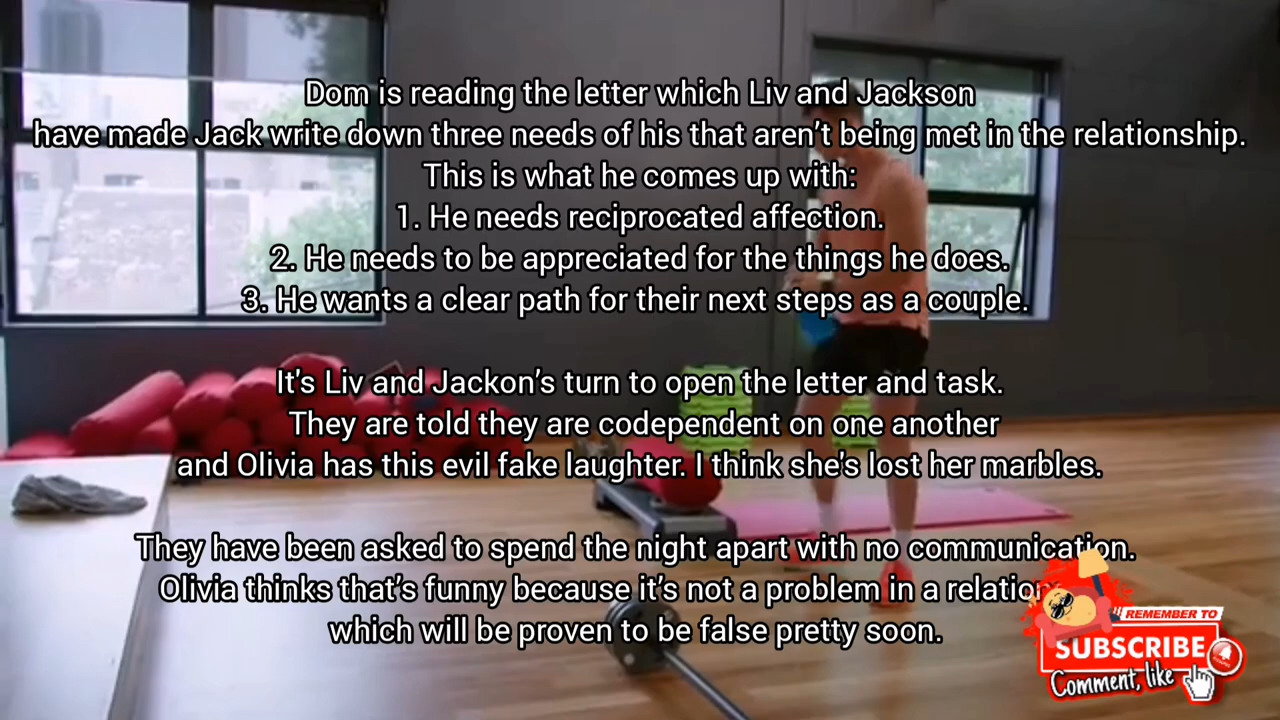 Dom is reading the letter which Liv and Jackson
have made Jack write down three needs of his that aren't being met in the relationship.
This is what he comes up with:
1. He needs reciprocated affection.
2. He needs to be appreciated for the things he does.
3. He wants a clear path for their next steps as a couple.
It's Liv and Jackon's turn to open the letter and task.
They are told they are codependent on one another
and Olivia has this evil fake laughter. I think she's lost her marbles.
They have been asked to spend the night apart with no communication.
Olivia thinks that's funny because it's not a problem in a
which will be proven to be false pretty soon.
REMEMBER TO
SUBSCRIBE
Comment, like